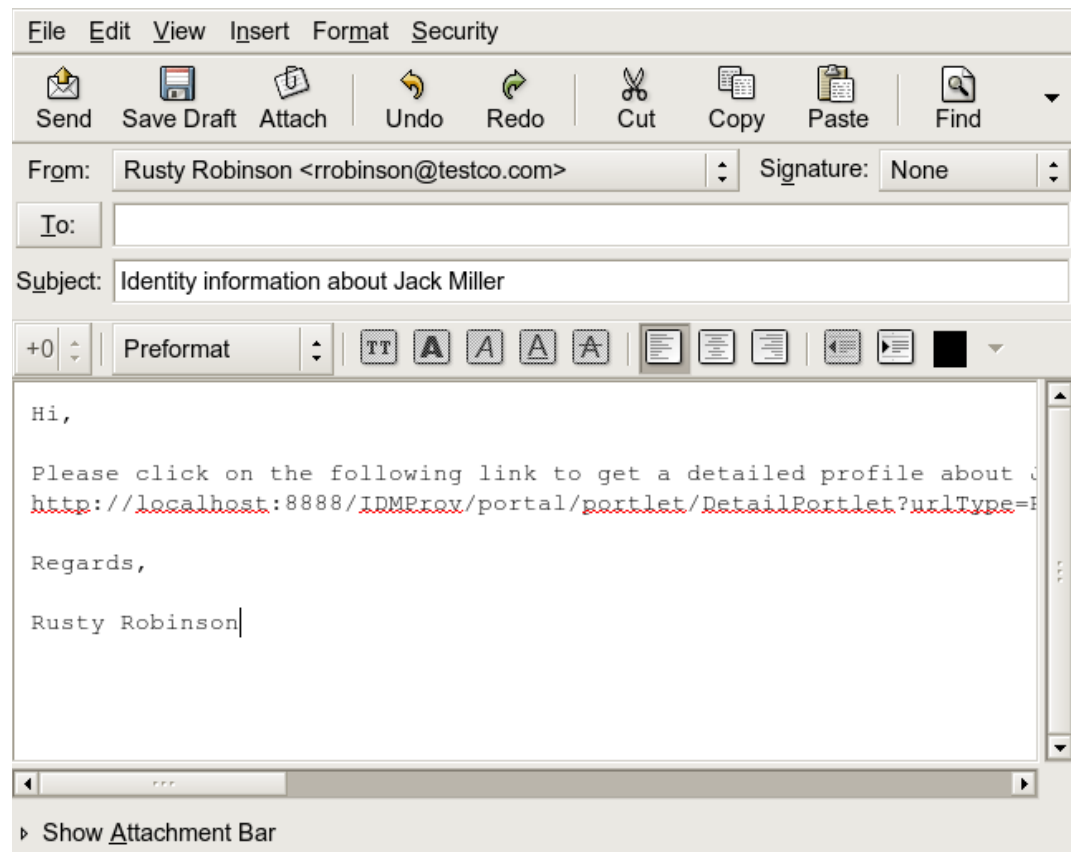 File Edit View Insert Format Security
Send Save Draft Attach Undo Redo Cut Copy Paste Find
From: Rusty Robinson <rrobinson@testco.com> Signature: None
To:
Subject: Identity information about Jack Miller
+0 Preformat TT A A A A
Hi,
Please click on the following link to get a detailed profile about
http://localhost:8888/IDMProv/portal/portlet/DetailPortlet?urlType=
Regards,
Rusty Robinson
Show Attachment Bar